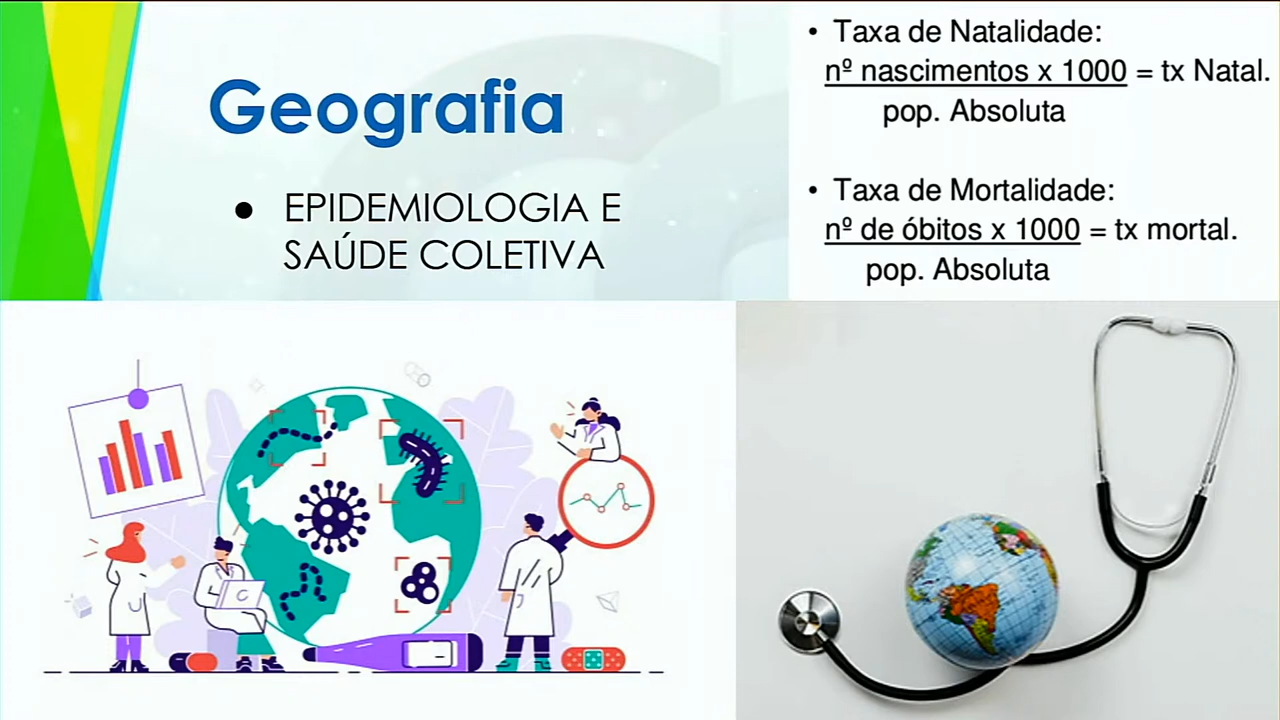 Geografia
● EPIDEMIOLOGIA E
SAÚDE COLETIVA
• Taxa de Natalidade:
nº nascimentos x 1000 = tx Natal.
pop. Absoluta
• Taxa de Mortalidade:
nº de óbitos x 1000 = tx mortal.
pop. Absoluta